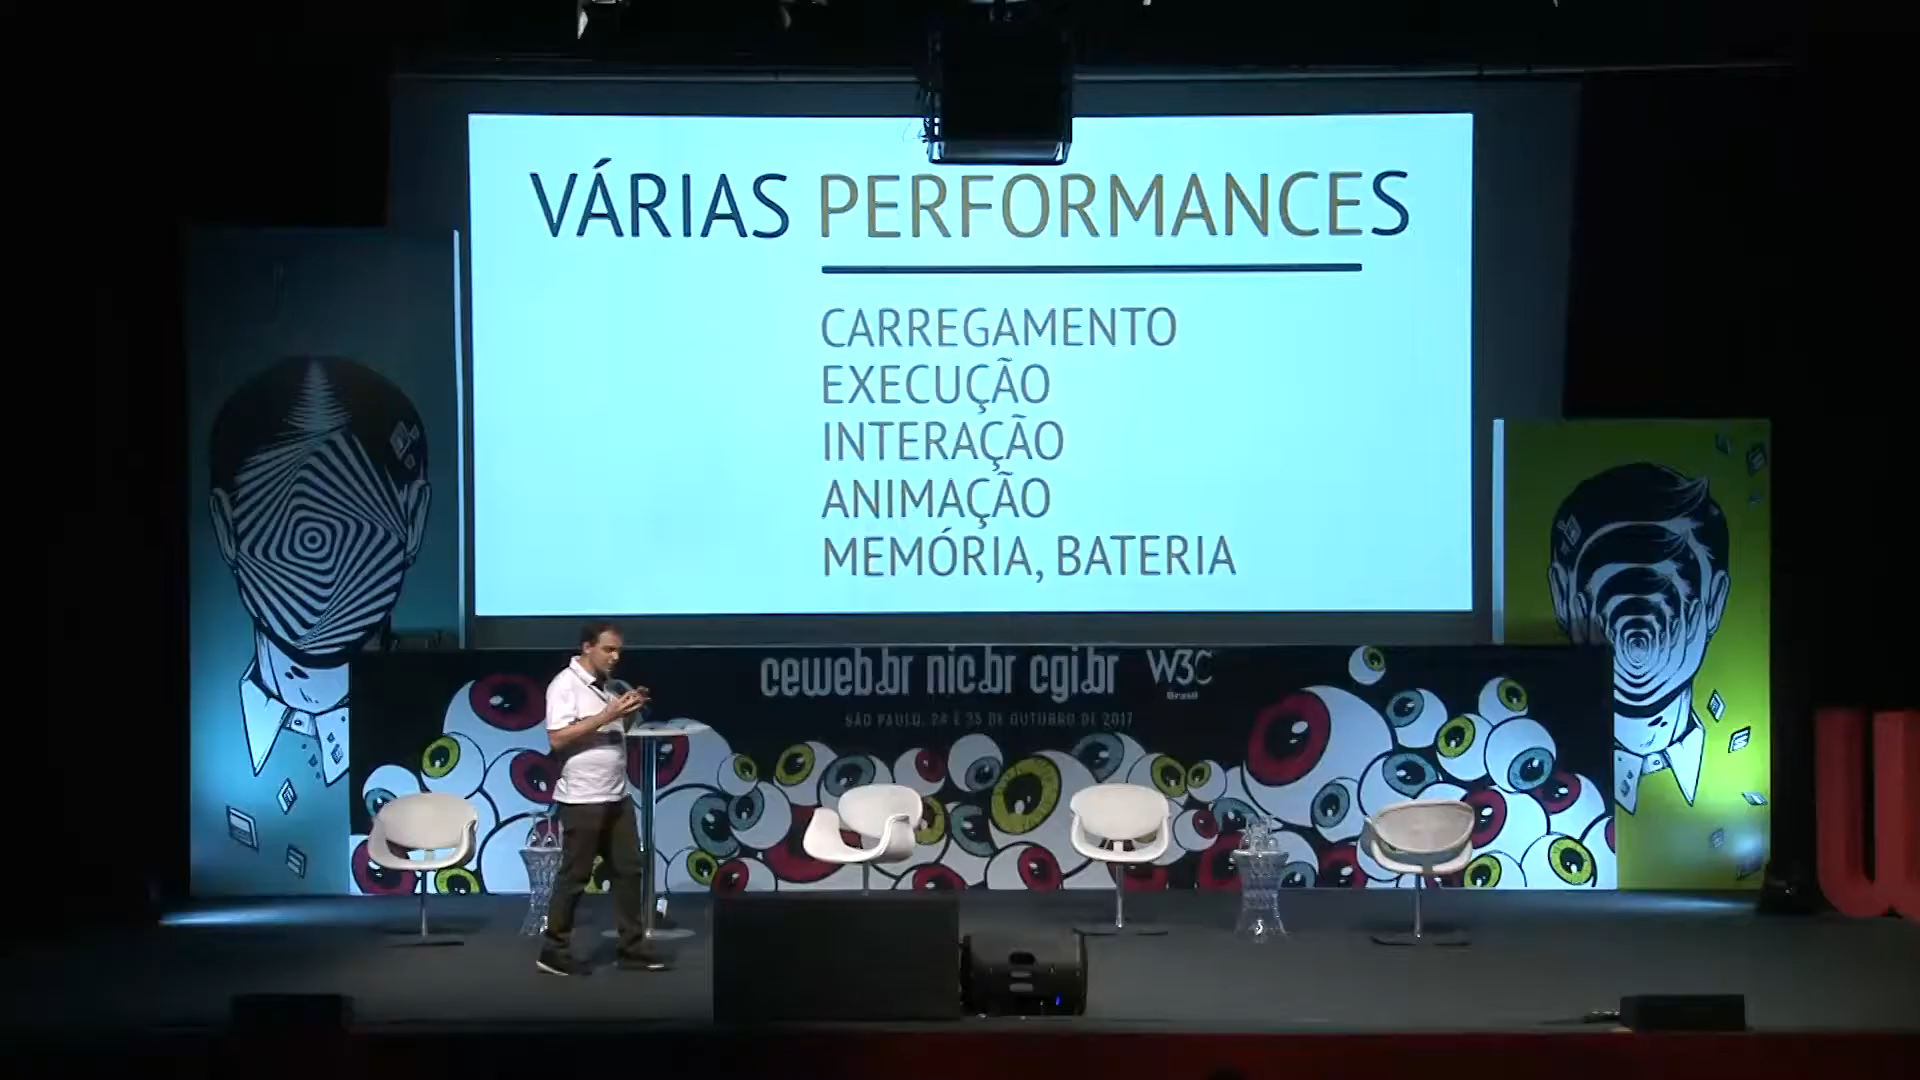 VÁRIAS PERFORMANCES
CARREGAMENTO
EXECUÇÃO
INTERAÇÃO
ANIMAÇÃO
MEMÓRIA, BATERIA
ceweb.br nic.br cgi.br W3C
Brasil
SÃO PAULO, 24 E 25 DE OUTUBRO DE 2017